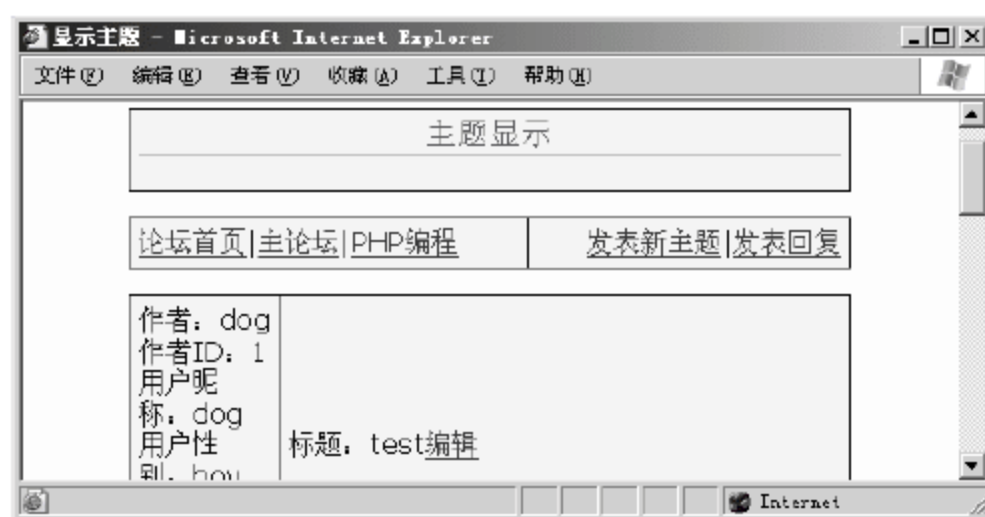 显示主题 - Microsoft Internet Explorer
文件(F) 编辑(E) 查看(V) 收藏(A) 工具(T) 帮助(H)
主题显示
论坛首页|主论坛|PHP编程 发表新主题|发表回复
作者：dog
作者ID：1
用户昵
称：dog
用户性
别：boy
标题：test编辑
Internet